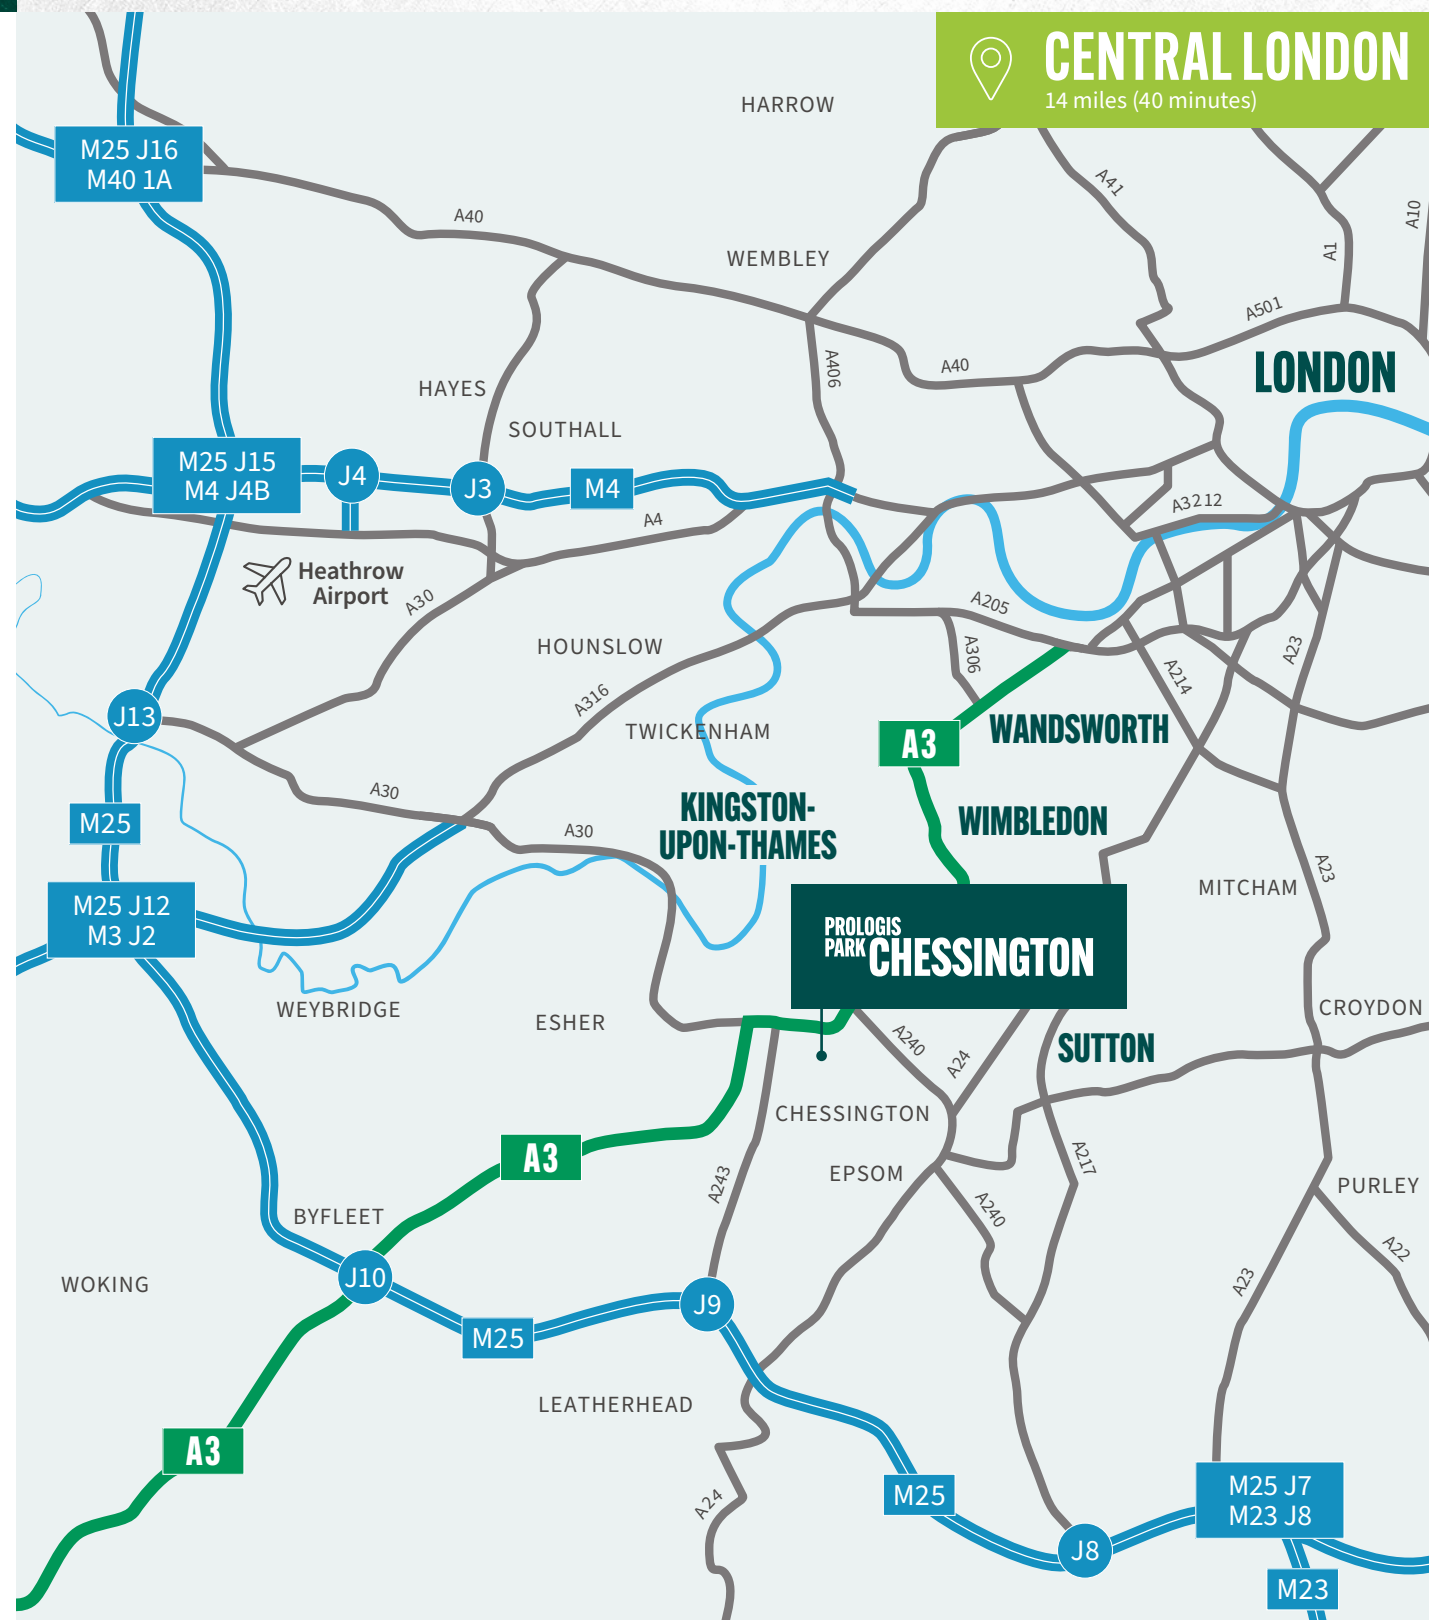 CENTRAL LONDON
14 miles (40 minutes)
HARROW
M25 J16
M40 1A
A41
A10
A40
A1
WEMBLEY
A501
A406
A40
LONDON
HAYES
SOUTHALL
M25 J15
M4 J4B
J4
J3
M4
A3212
A4
Heathrow
Airport
A30
A205
HOUNSLOW
A306
A23
A214
A316
J13
TWICKENHAM
A3
WANDSWORTH
A30
M25
A30
KINGSTON-
UPON-THAMES
WIMBLEDON
A23
MITCHAM
M25 J12
M3 J2
PROLOGIS
PARK CHESSINGTON
WEYBRIDGE
ESHER
CROYDON
A240
A24
SUTTON
CHESSINGTON
A3
A217
EPSOM
A243
PURLEY
BYFLEET
A240
A22
WOKING
J10
A23
J9
M25
LEATHERHEAD
A3
M25
A24
M25 J7
M23 J8
J8
M23